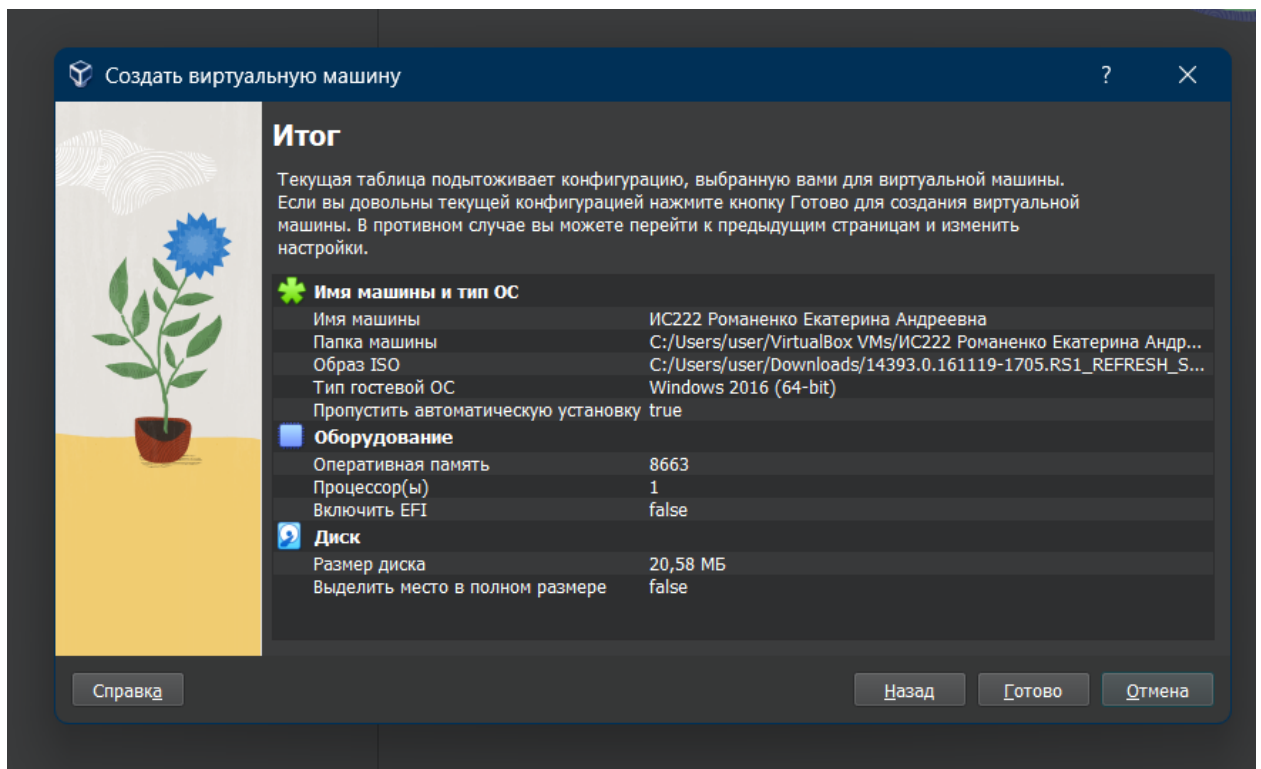 Создать виртуальную машину
?
Итог
Текущая таблица подытоживает конфигурацию, выбранную вами для виртуальной машины.
Если вы довольны текущей конфигурацией нажмите кнопку Готово для создания виртуальной
машины. В противном случае вы можете перейти к предыдущим страницам и изменить
настройки.
Имя машины и тип ОС
Имя машины ИС222 Романенко Екатерина Андреевна
Папка машины C:/Users/user/VirtualBox VMs/ИС222 Романенко Екатерина Андр...
Образ ISO C:/Users/user/Downloads/14393.0.161119-1705.RS1_REFRESH_S...
Тип гостевой ОС Windows 2016 (64-bit)
Пропустить автоматическую установку true
Оборудование
Оперативная память 8663
Процессор(ы) 1
Включить EFI false
Диск
Размер диска 20,58 МБ
Выделить место в полном размере false
Справка Назад Готово Отмена